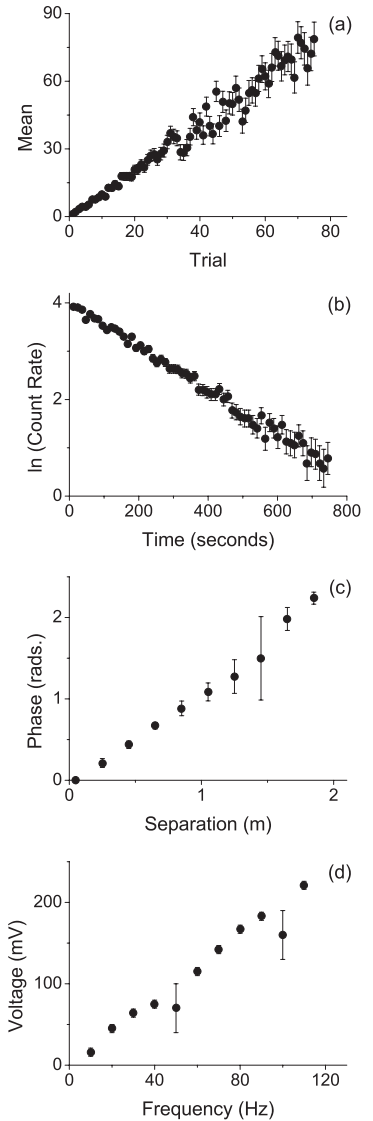 (a)
90
60
30
0
Mean
0 20 40 60 80
Trial
(b)
4
2
0
ln (Count Rate)
0 200 400 600 800
Time (seconds)
(c)
2
1
0
Phase (rads.)
0 1 2
Separation (m)
(d)
200
100
0
Voltage (mV)
0 40 80 120
Frequency (Hz)